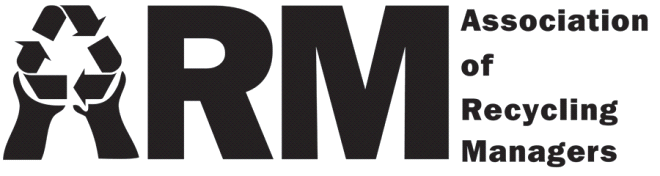 ARM
Association
of
Recycling
Managers